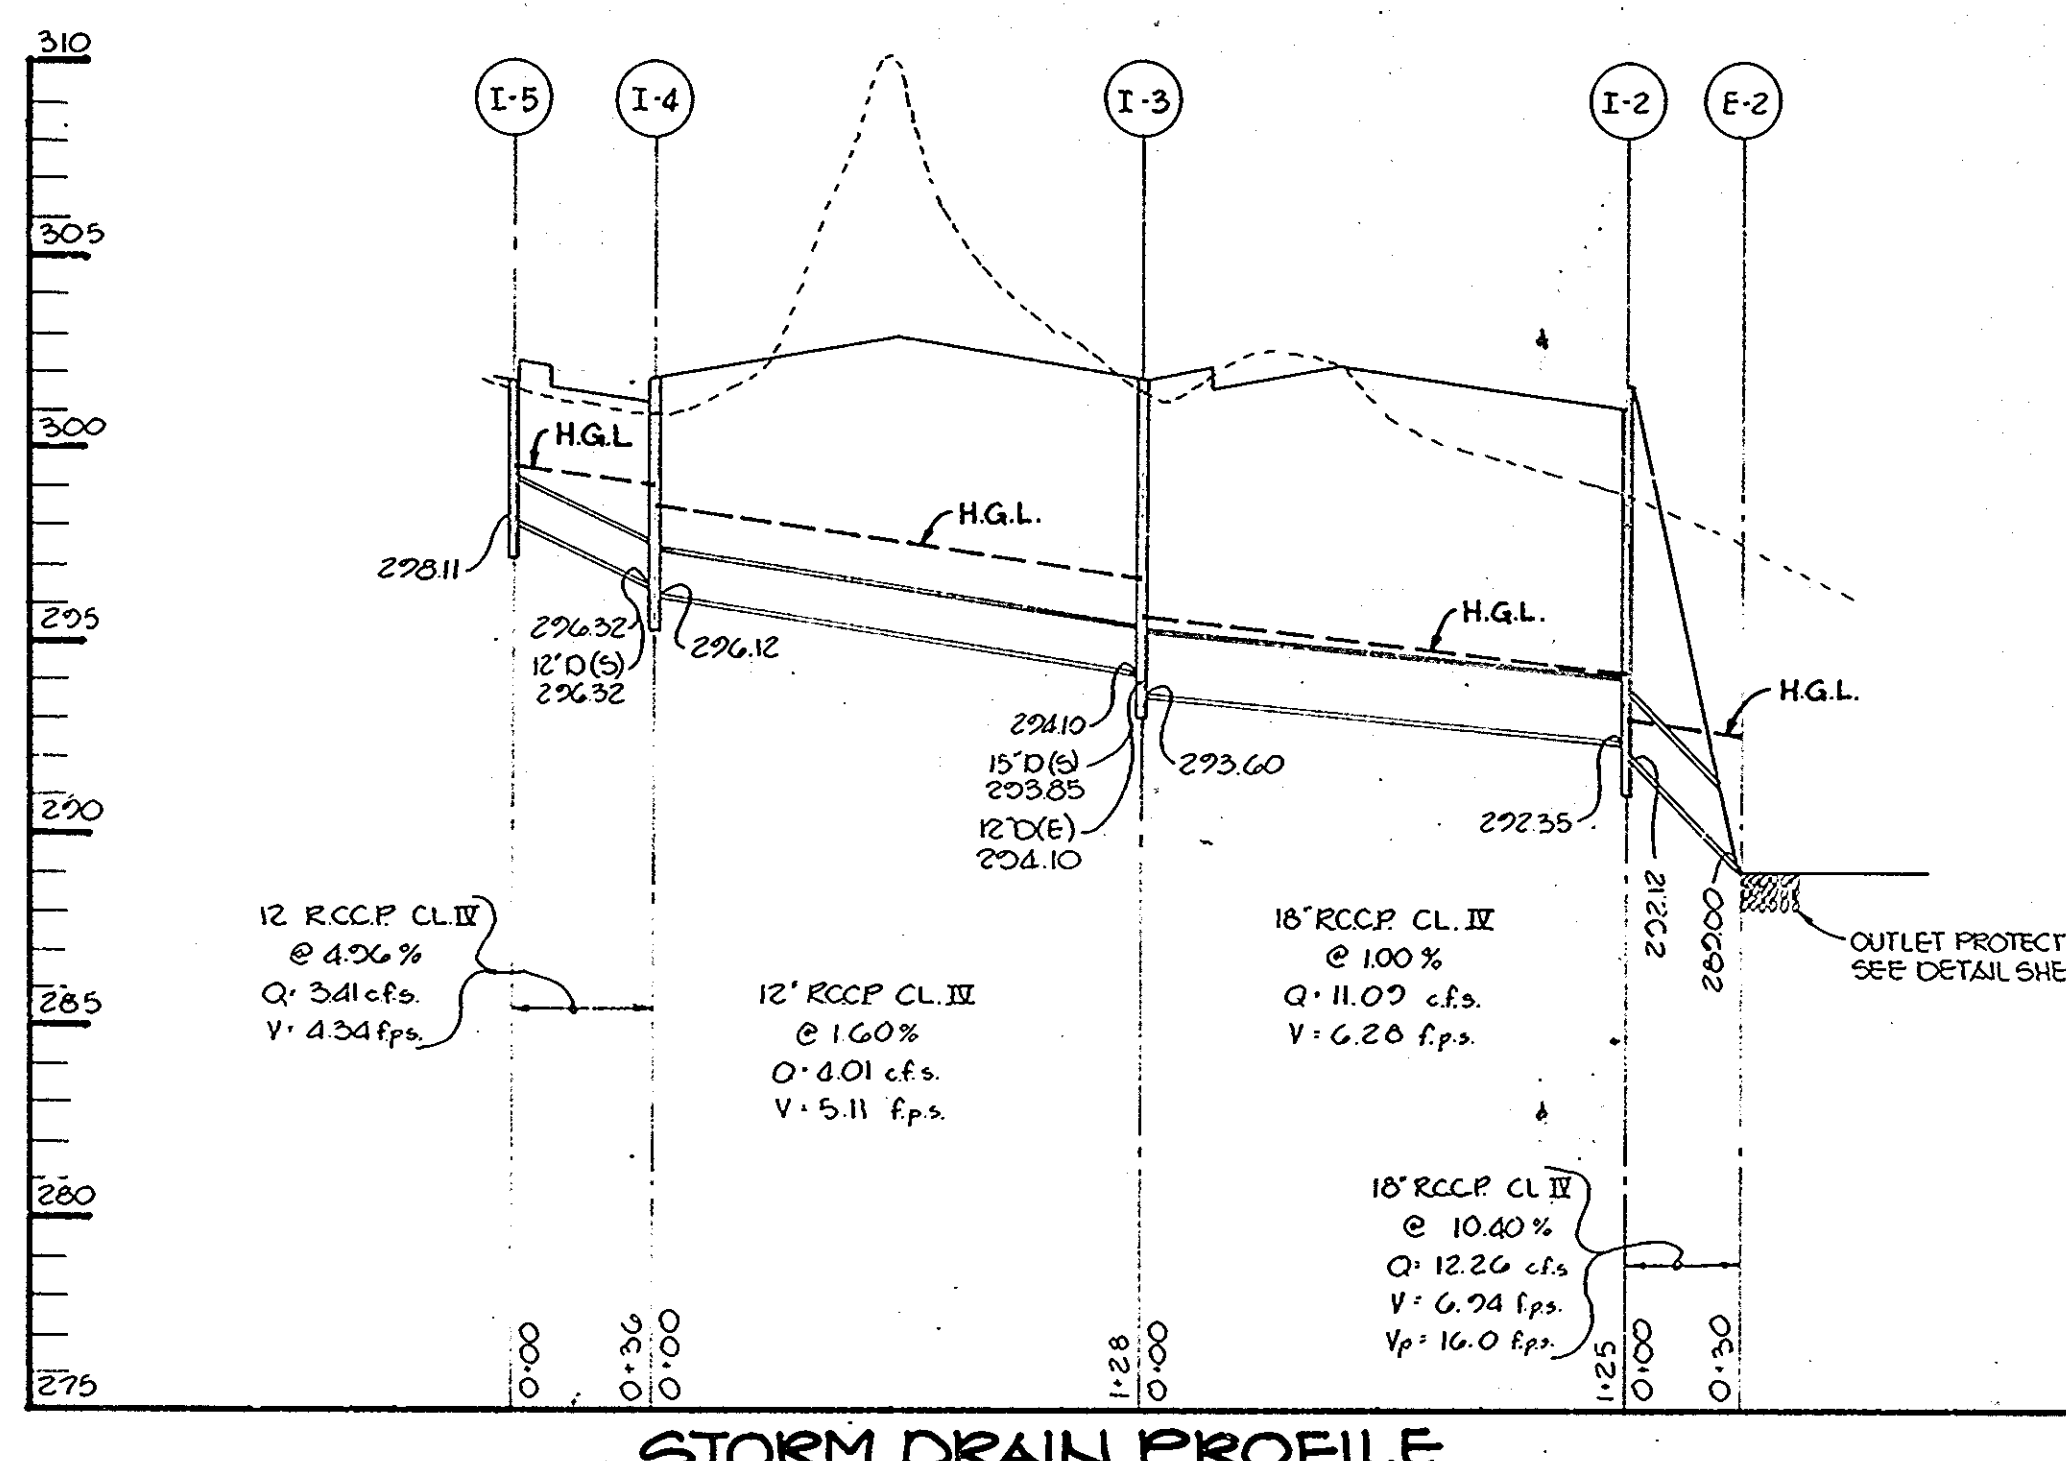 310
305
300
295
290
285
280
275
I-5
I-4
I-3
I-2
E-2
H.G.L
H.G.L.
H.G.L.
H.G.L.
298.11
296.32
12"D(S)
296.32
296.12
294.10
15"D(S)
293.85
12"D(E)
294.10
293.60
292.35
289.00
OUTLET PROTECT
SEE DETAIL SHE
12 R.C.C.P. CL. IV
@ 4.96%
Q= 3.41 c.f.s.
V= 4.34 f.p.s.
12" RCCP CL. IV
@ 1.60%
Q= 4.01 c.f.s.
V= 5.11 f.p.s.
18" RCCP. CL. IV
@ 1.00%
Q= 11.09 c.f.s.
V= 6.28 f.p.s.
18" RCCP. CL IV
@ 10.40%
Q= 12.26 c.f.s
V= 6.94 f.p.s.
Vp= 16.0 f.p.s.
0+00
0+36
0+00
1+28
0+00
1+25
0+00
0+30
STORM DRAIN PROFILE